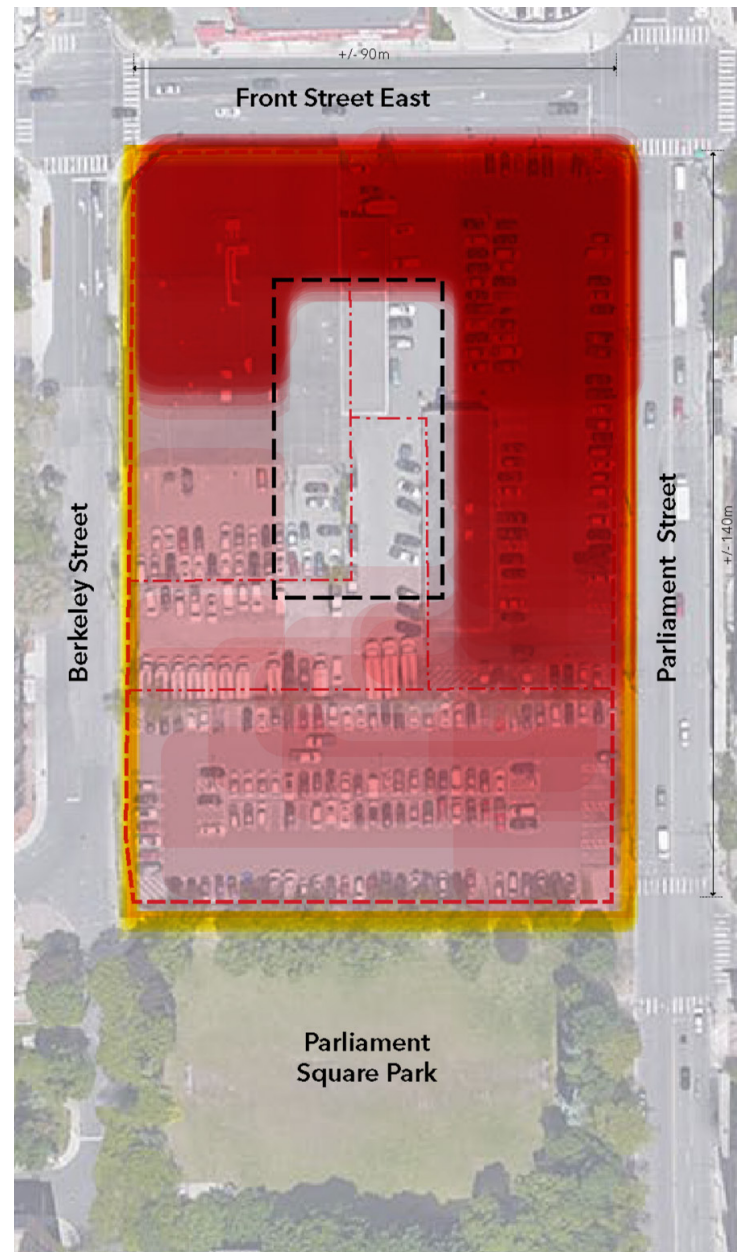 +/- 90m
Front Street East
Berkeley Street
Parliament Street
+/- 140m
Parliament
Square Park